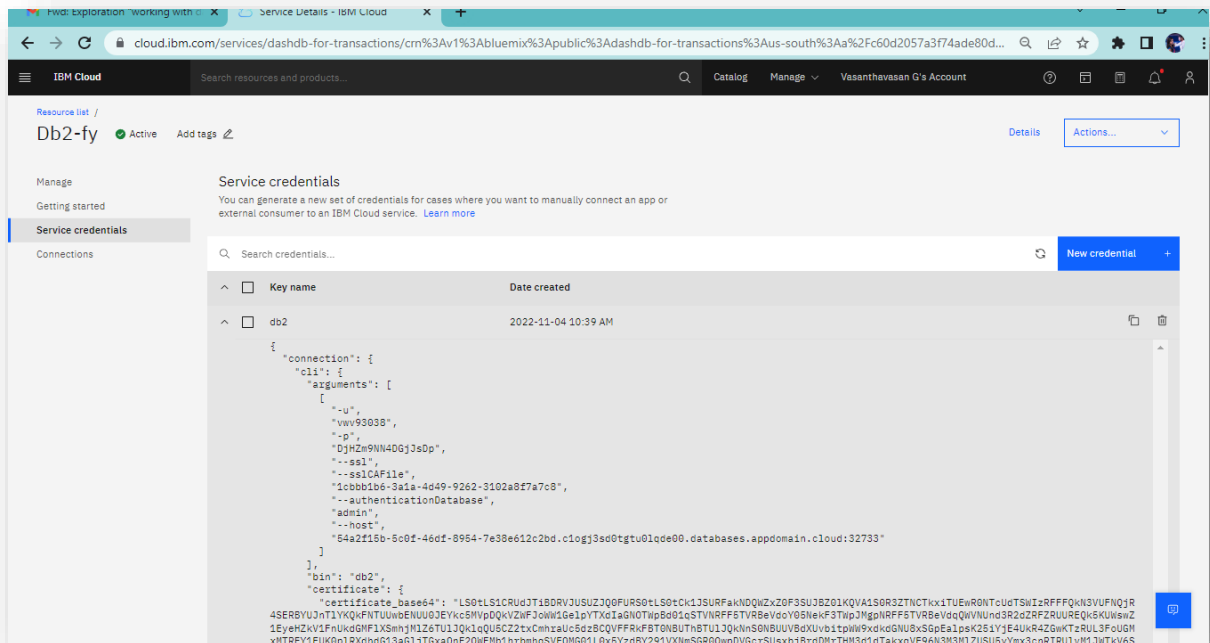 Fwd: Exploration "working with d
Service Details - IBM Cloud
cloud.ibm.com/services/dashdb-for-transactions/crn%3Av1%3Abluemix%3Apublic%3Adashdb-for-transactions%3Aus-south%3Aa%2Fc60d2057a3f74ade80d...
IBM Cloud
Search resources and products...
Catalog
Manage
Vasanthavasan G's Account
Resource list /
Db2-fy
Active
Add tags
Details
Actions...
Manage
Getting started
Service credentials
Connections
Service credentials
You can generate a new set of credentials for cases where you want to manually connect an app or
external consumer to an IBM Cloud service. Learn more
Search credentials...
New credential +
Key name
Date created
db2
2022-11-04 10:39 AM
{
"connection": {
"cli": {
"arguments": [
[
"-u",
"vwv93038",
"-p",
"DjHZm9NN4DGjJsDp",
"--ssl",
"--sslCAFile",
"1cbbb1b6-3a1a-4d49-9262-3102a8f7a7c8",
"--authenticationDatabase",
"admin",
"--host",
"54a2f15b-5c0f-46df-8954-7e38e612c2bd.c1ogj3sd0tgtu0lqde00.databases.appdomain.cloud:32733"
]
],
"bin": "db2",
"certificate": {
"certificate_base64":